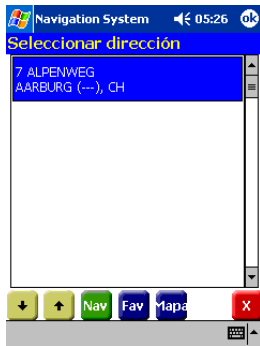 Navigation System 05:26 ok
Seleccionar dirección
7 ALPENWEG
AARBURG (---), CH
Nav Fav Mapa X